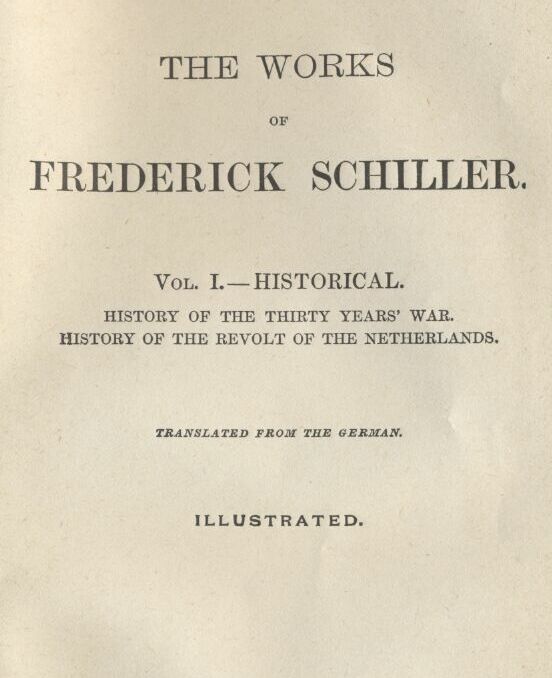 THE WORKS
OF
FREDERICK SCHILLER.
VOL. I.—HISTORICAL.
HISTORY OF THE THIRTY YEARS' WAR.
HISTORY OF THE REVOLT OF THE NETHERLANDS.
TRANSLATED FROM THE GERMAN.
ILLUSTRATED.